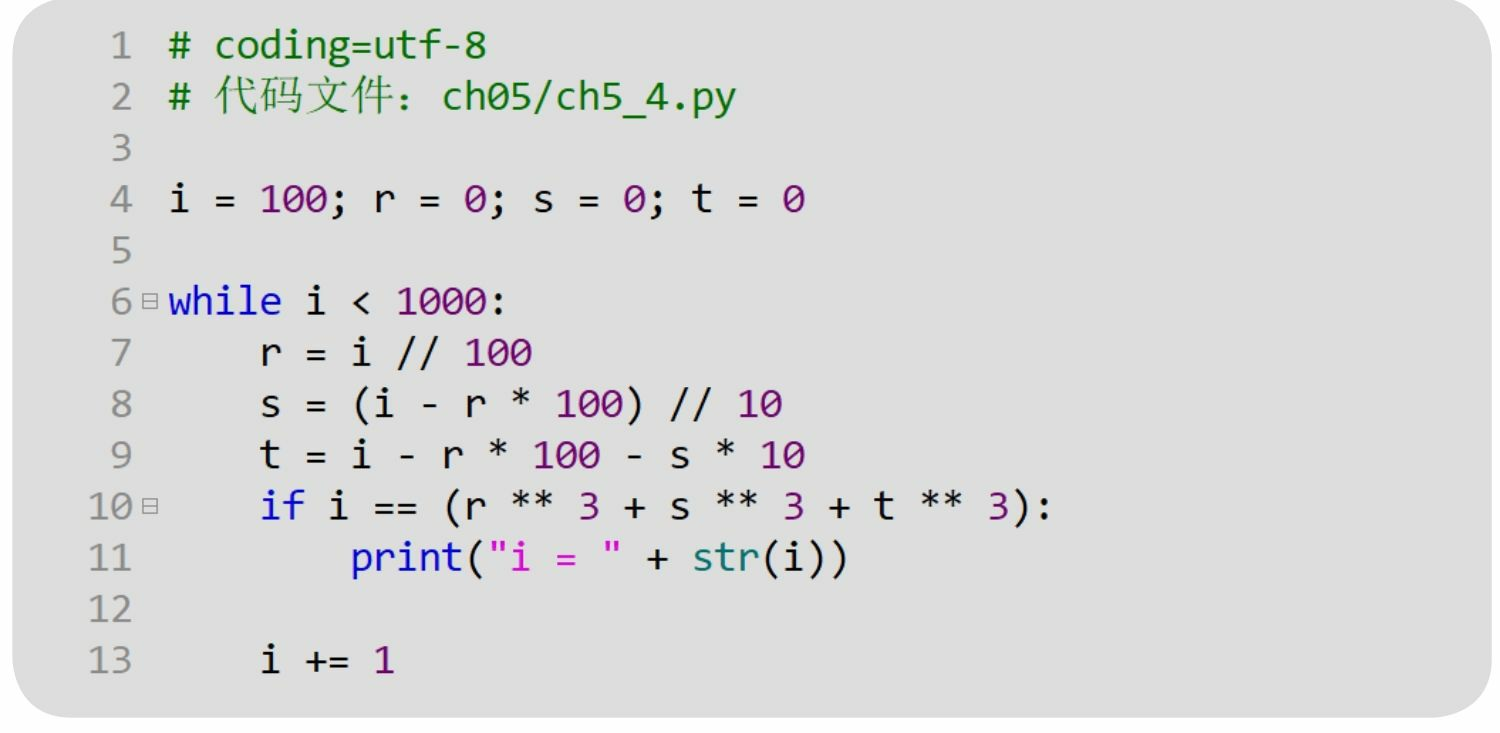 1 # coding=utf-8
2 # 代码文件：ch05/ch5_4.py
3
4 i = 100; r = 0; s = 0; t = 0
5
6 while i < 1000:
7     r = i // 100
8     s = (i - r * 100) // 10
9     t = i - r * 100 - s * 10
10     if i == (r ** 3 + s ** 3 + t ** 3):
11         print("i = " + str(i))
12
13     i += 1